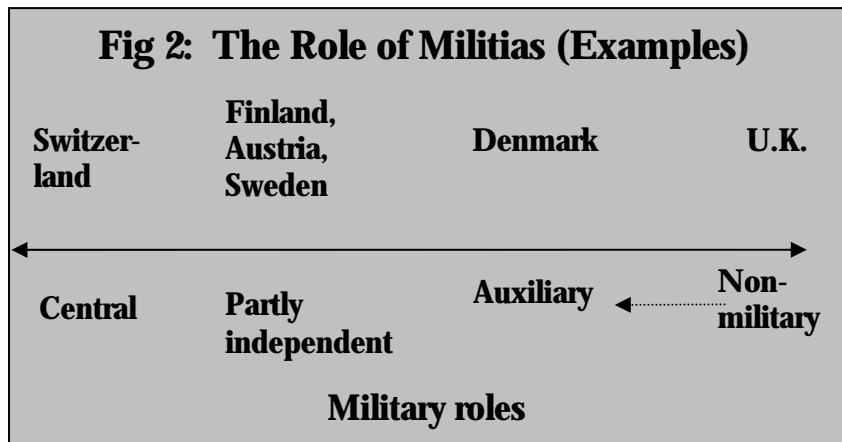 Fig 2: The Role of Militias (Examples)
Switzer-
land
Finland,
Austria,
Sweden
Denmark
U.K.
Central
Partly
independent
Auxiliary
Non-
military
Military roles